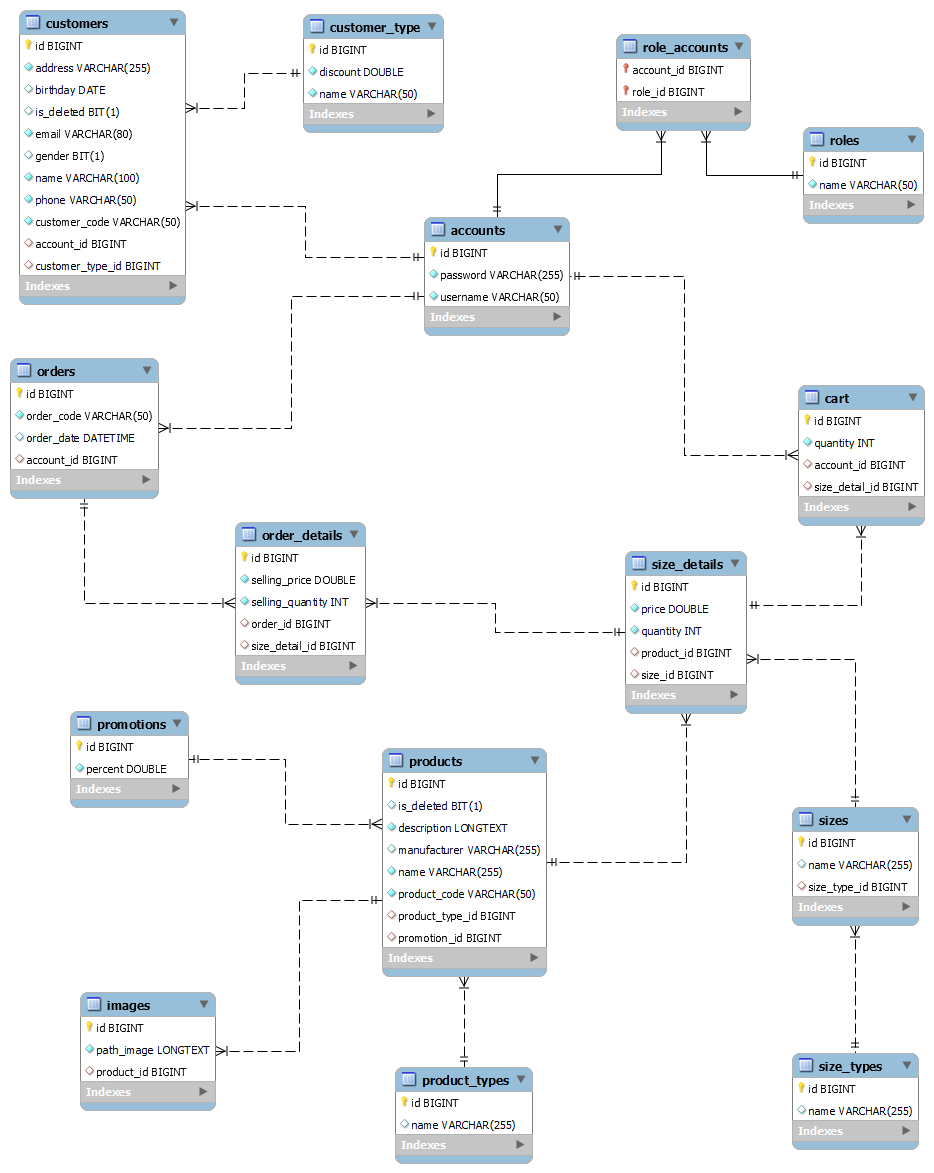 customers
id BIGINT
address VARCHAR(255)
birthday DATE
is_deleted BIT(1)
email VARCHAR(80)
gender BIT(1)
name VARCHAR(100)
phone VARCHAR(50)
customer_code VARCHAR(50)
account_id BIGINT
customer_type_id BIGINT
Indexes
customer_type
id BIGINT
discount DOUBLE
name VARCHAR(50)
Indexes
role_accounts
account_id BIGINT
role_id BIGINT
Indexes
roles
id BIGINT
name VARCHAR(50)
Indexes
accounts
id BIGINT
password VARCHAR(255)
username VARCHAR(50)
Indexes
orders
id BIGINT
order_code VARCHAR(50)
order_date DATETIME
account_id BIGINT
Indexes
cart
id BIGINT
quantity INT
account_id BIGINT
size_detail_id BIGINT
Indexes
order_details
id BIGINT
selling_price DOUBLE
selling_quantity INT
order_id BIGINT
size_detail_id BIGINT
Indexes
size_details
id BIGINT
price DOUBLE
quantity INT
product_id BIGINT
size_id BIGINT
Indexes
promotions
id BIGINT
percent DOUBLE
Indexes
products
id BIGINT
is_deleted BIT(1)
description LONGTEXT
manufacturer VARCHAR(255)
name VARCHAR(255)
product_code VARCHAR(50)
product_type_id BIGINT
promotion_id BIGINT
Indexes
sizes
id BIGINT
name VARCHAR(255)
size_type_id BIGINT
Indexes
images
id BIGINT
path_image LONGTEXT
product_id BIGINT
Indexes
product_types
id BIGINT
name VARCHAR(255)
Indexes
size_types
id BIGINT
name VARCHAR(255)
Indexes